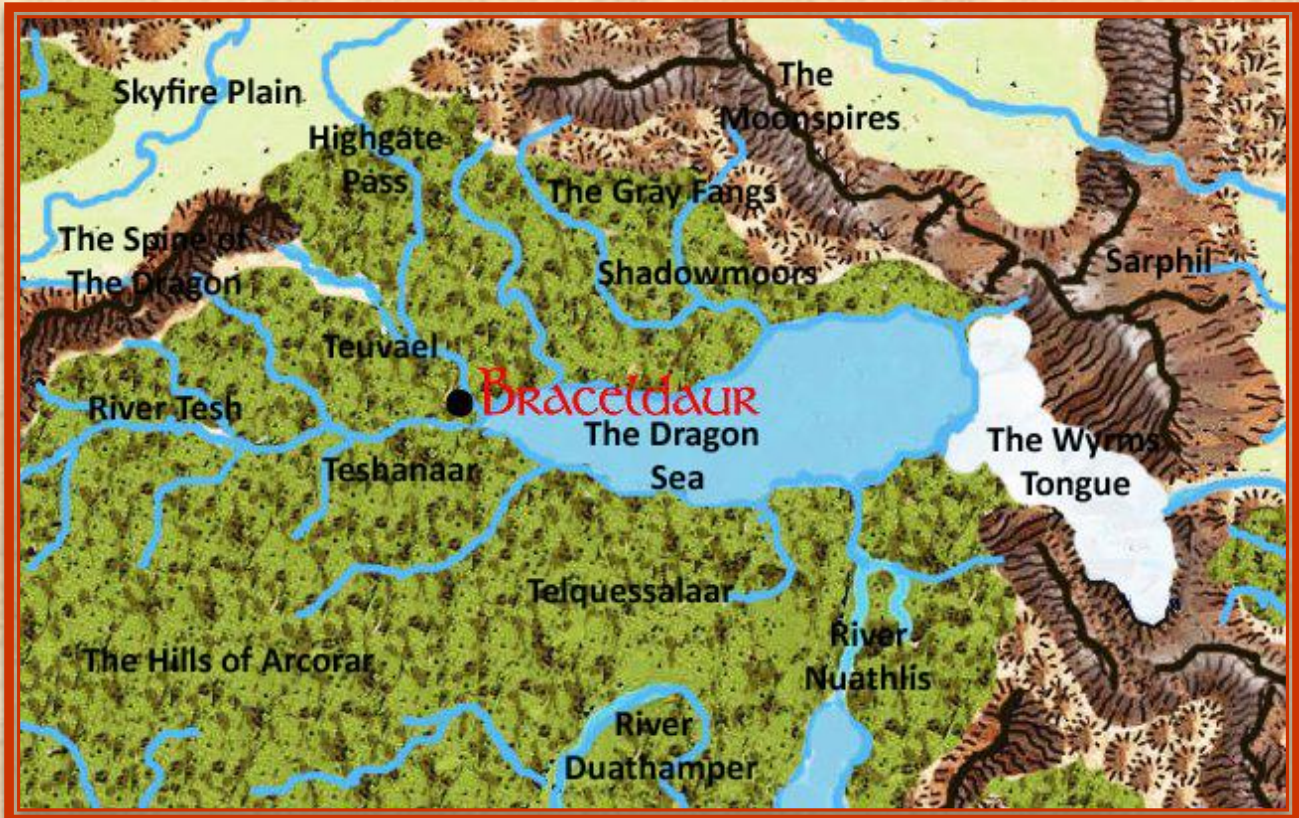 The
Moonspires
Skyfire Plain
Highgate
Pass
The Gray Fangs
The Spine of
The Dragon
Shadowmoors
Sarphil
Teuvael
River Tesh
Braceldaur
The Dragon
Sea
The Wyrms
Tongue
Teshanaar
Telquessalaar
River
Nuathlis
The Hills of Arcorar
River
Duathamper